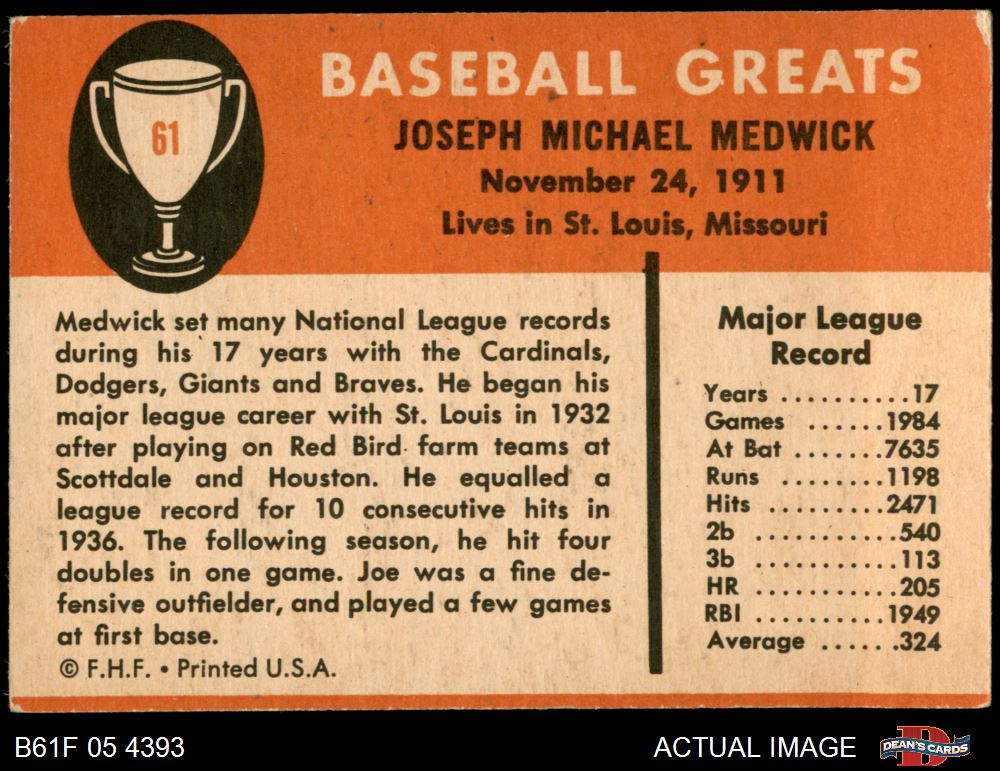 61
BASEBALL GREATS
JOSEPH MICHAEL MEDWICK
November 24, 1911
Lives in St. Louis, Missouri
Medwick set many National League records
during his 17 years with the Cardinals,
Dodgers, Giants and Braves. He began his
major league career with St. Louis in 1932
after playing on Red Bird farm teams at
Scottdale and Houston. He equalled a
league record for 10 consecutive hits in
1936. The following season, he hit four
doubles in one game. Joe was a fine de-
fensive outfielder, and played a few games
at first base.
© F.H.F. • Printed U.S.A.
Major League
Record
Years ..........17
Games ......1984
At Bat .......7635
Runs ........1198
Hits .........2471
2b ..........540
3b ..........113
HR ..........205
RBI .........1949
Average ......324
B61F 05 4393
ACTUAL IMAGE
DEAN'S CARDS